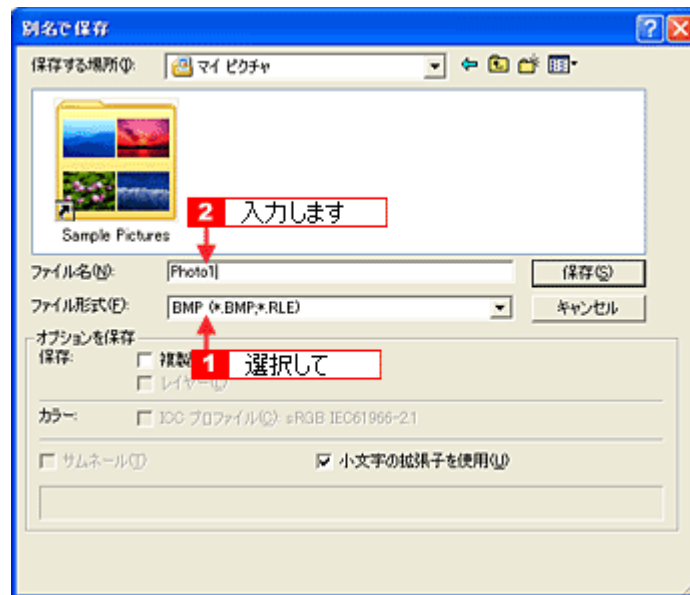 別名で保存
保存する場所(I): マイ ピクチャ
Sample Pictures
2 入力します
ファイル名(N): Photo1 保存(S)
ファイル形式(F): BMP (*.BMP;*.RLE) キャンセル
オプションを保存
保存: 複製
1 選択して
レイヤー(L)
カラー: ICC プロファイル(C): sRGB IEC61966-2.1
サムネール(T) 小文字の拡張子を使用(U)